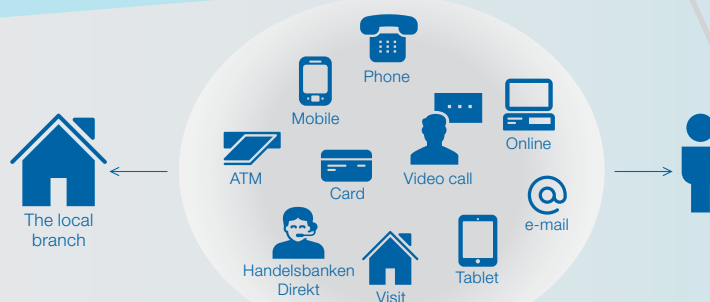 Phone
Mobile
Online
ATM
Card
Video call
The local
branch
e-mail
Handelsbanken
Direkt
Visit
Tablet